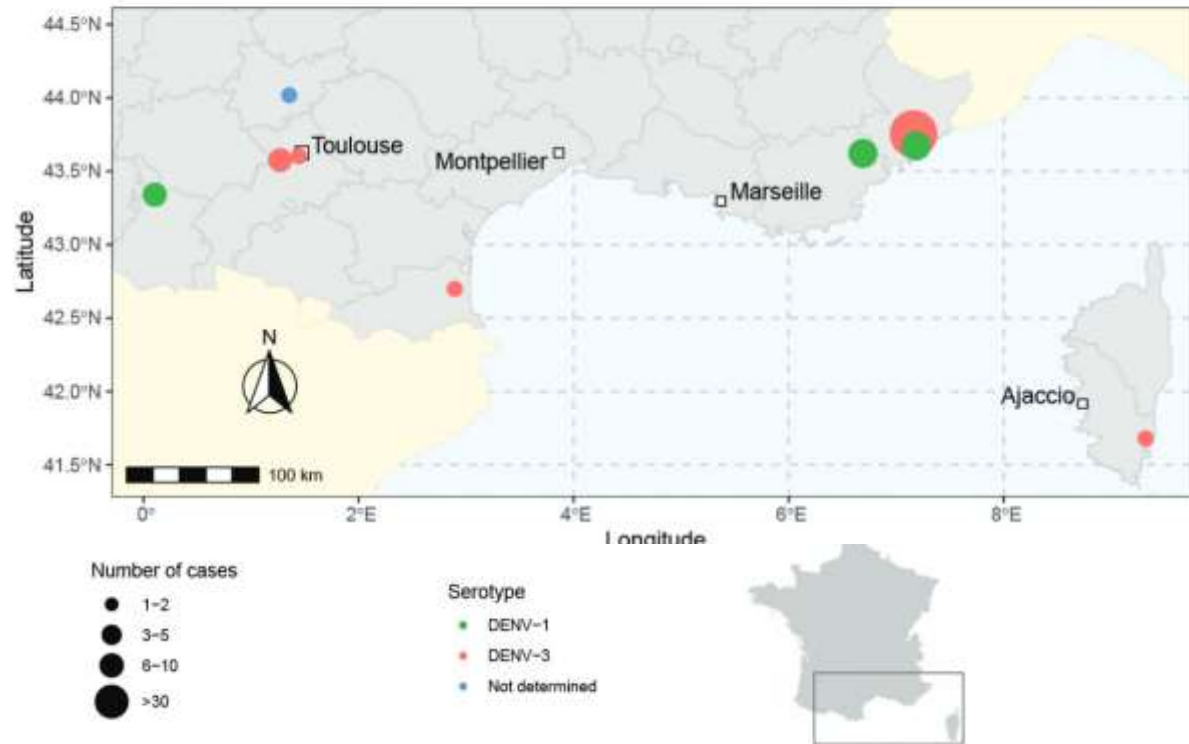 44.5°N
44.0°N
43.5°N
43.0°N
42.5°N
42.0°N
41.5°N
Latitude
Toulouse
Montpellier
Marseille
Ajaccio
N
100 km
0° 2°E 4°E 6°E 8°E
Longitude
Number of cases
1–2
3–5
6–10
>30
Serotype
DENV−1
DENV−3
Not determined